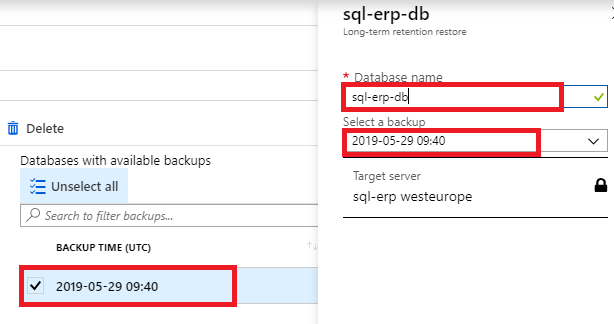 Delete
Databases with available backups
Unselect all
Search to filter backups...
BACKUP TIME (UTC)
2019-05-29 09:40
sql-erp-db
Long-term retention restore
* Database name
sql-erp-db
Select a backup
2019-05-29 09:40
Target server
sql-erp westeurope